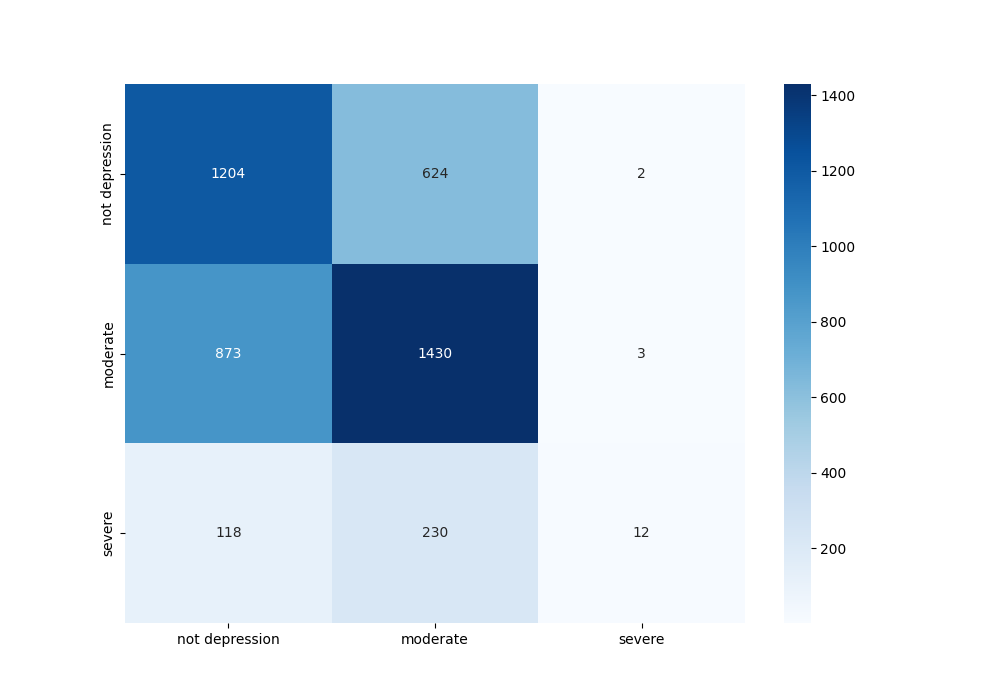 not depression
1204 624 2
moderate
873 1430 3
severe
118 230 12
not depression moderate severe
1400
1200
1000
800
600
400
200